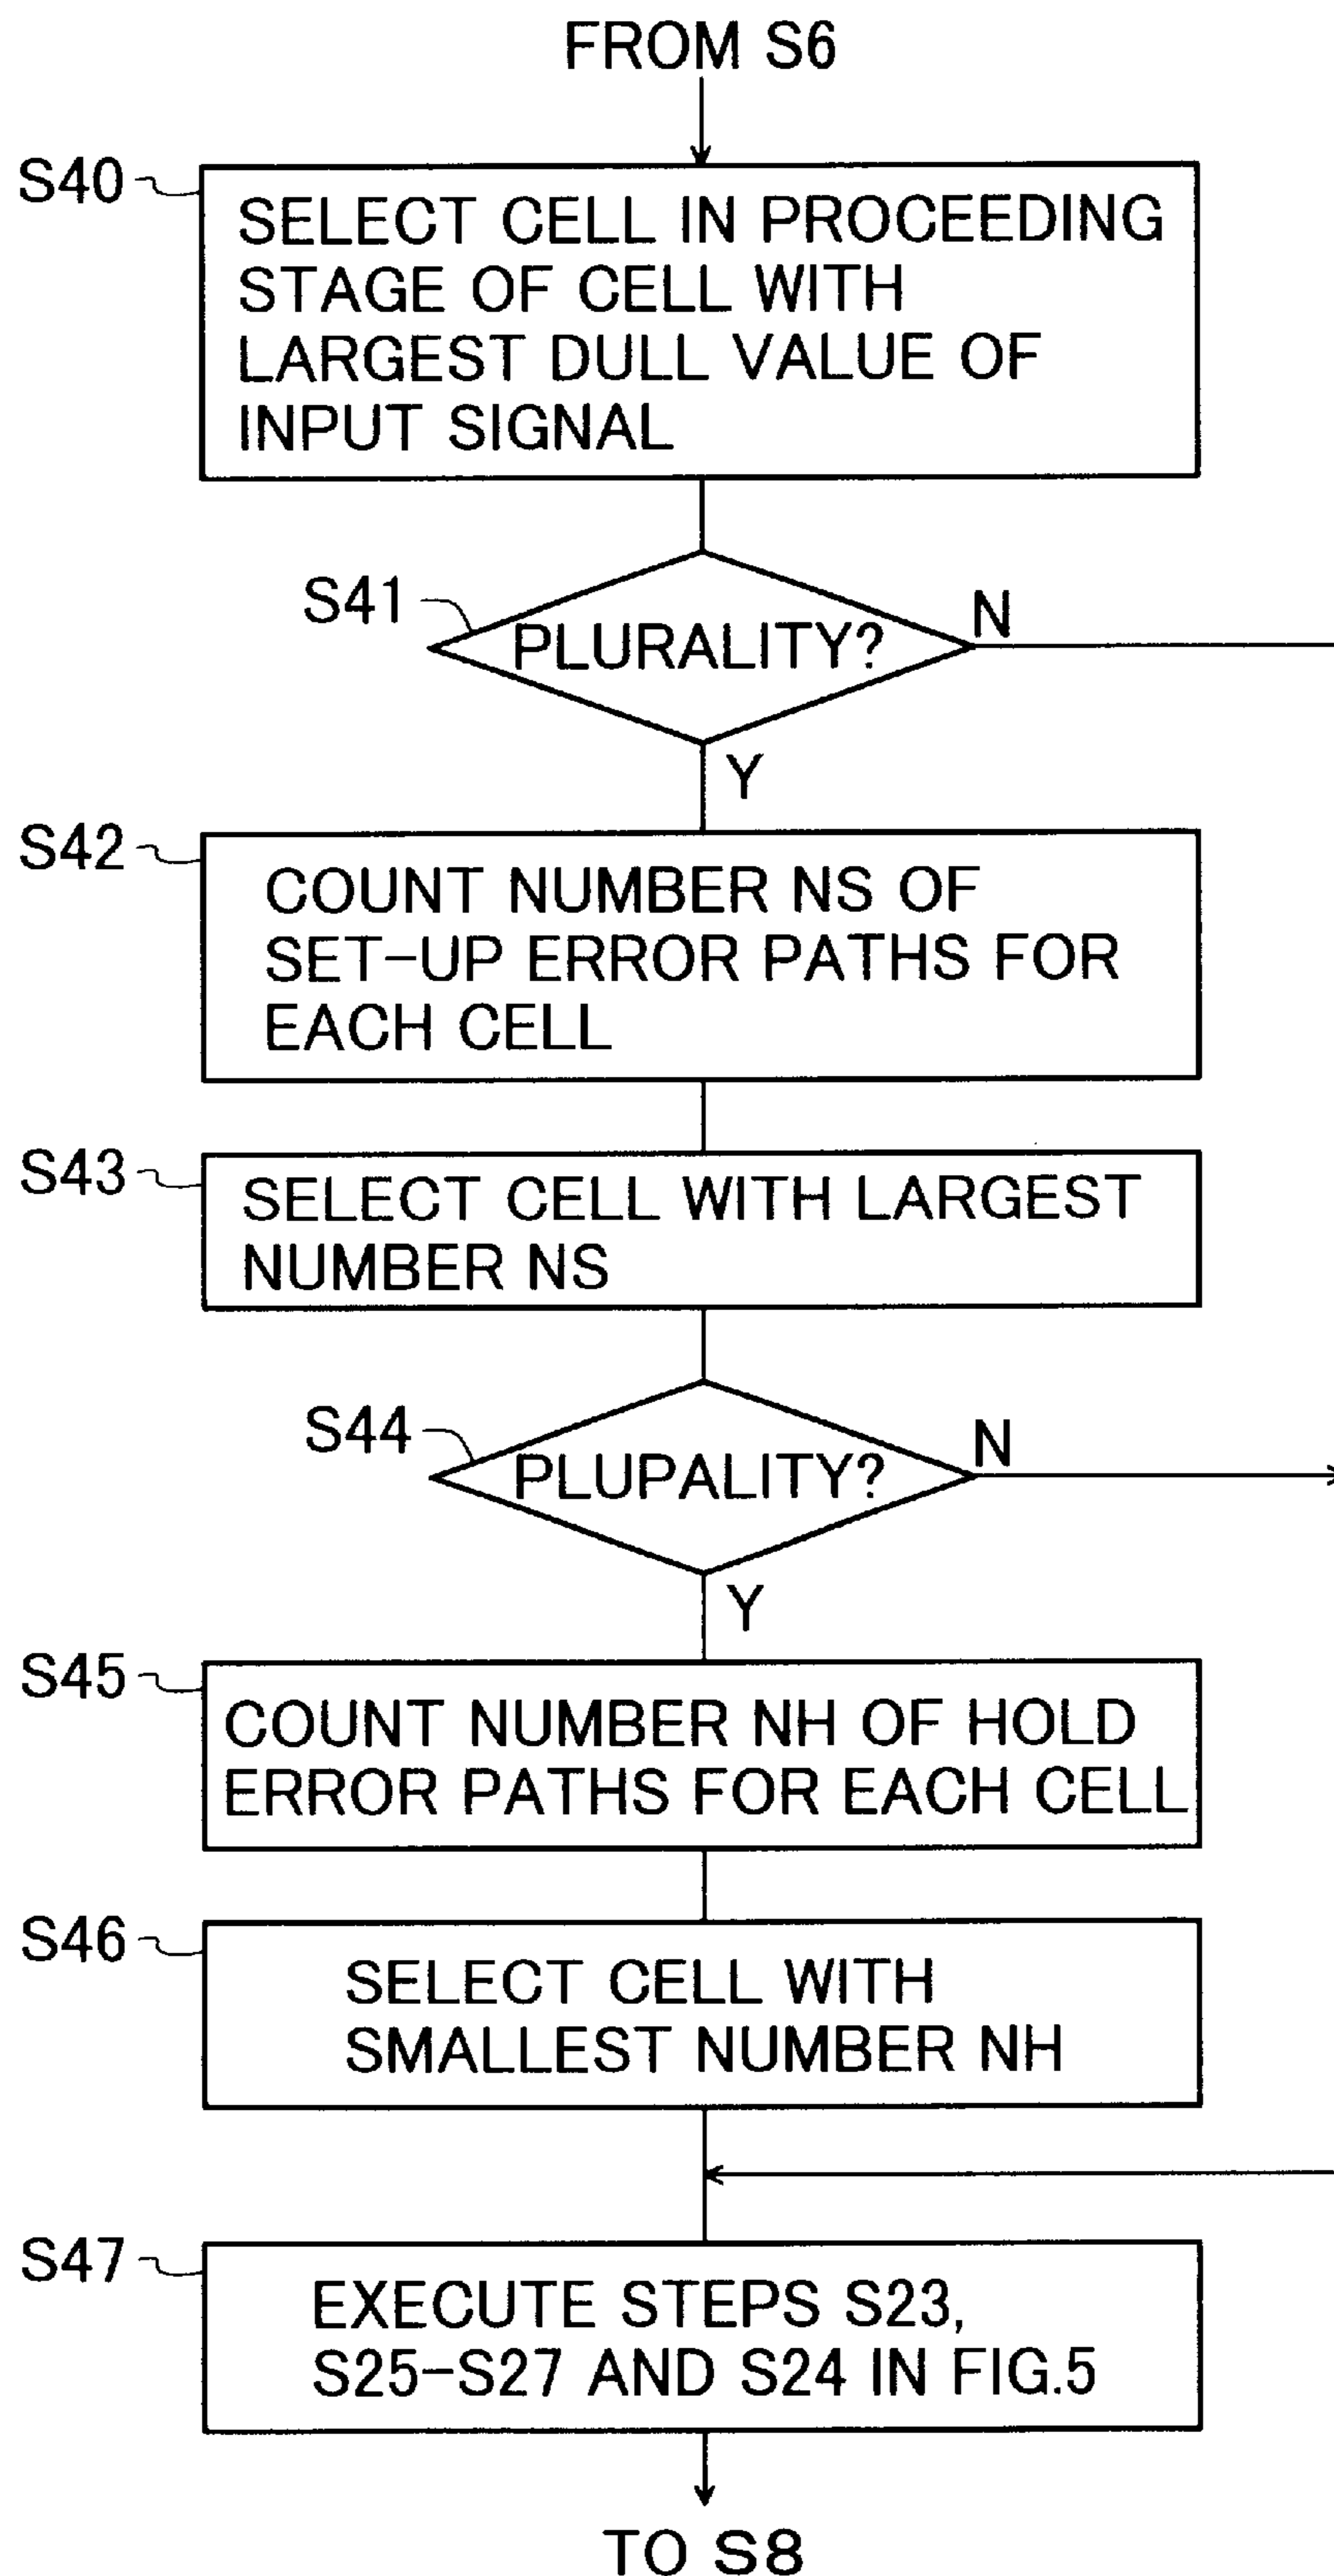 FROM S6
S40
SELECT CELL IN PROCEEDING
STAGE OF CELL WITH
LARGEST DULL VALUE OF
INPUT SIGNAL
S41
PLURALITY?
N
Y
S42
COUNT NUMBER NS OF
SET-UP ERROR PATHS FOR
EACH CELL
S43
SELECT CELL WITH LARGEST
NUMBER NS
S44
PLUPALITY?
N
Y
S45
COUNT NUMBER NH OF HOLD
ERROR PATHS FOR EACH CELL
S46
SELECT CELL WITH
SMALLEST NUMBER NH
S47
EXECUTE STEPS S23,
S25-S27 AND S24 IN FIG.5
TO S8